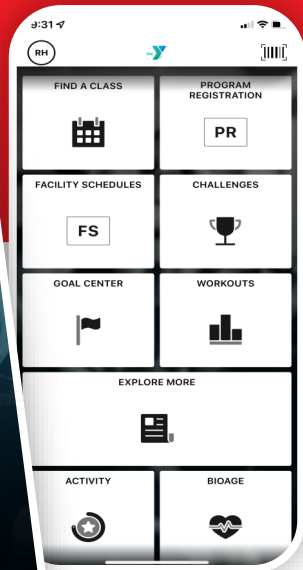 9:31
RH
FIND A CLASS
PROGRAM
REGISTRATION
PR
FACILITY SCHEDULES
CHALLENGES
FS
GOAL CENTER
WORKOUTS
EXPLORE MORE
ACTIVITY
BIOAGE